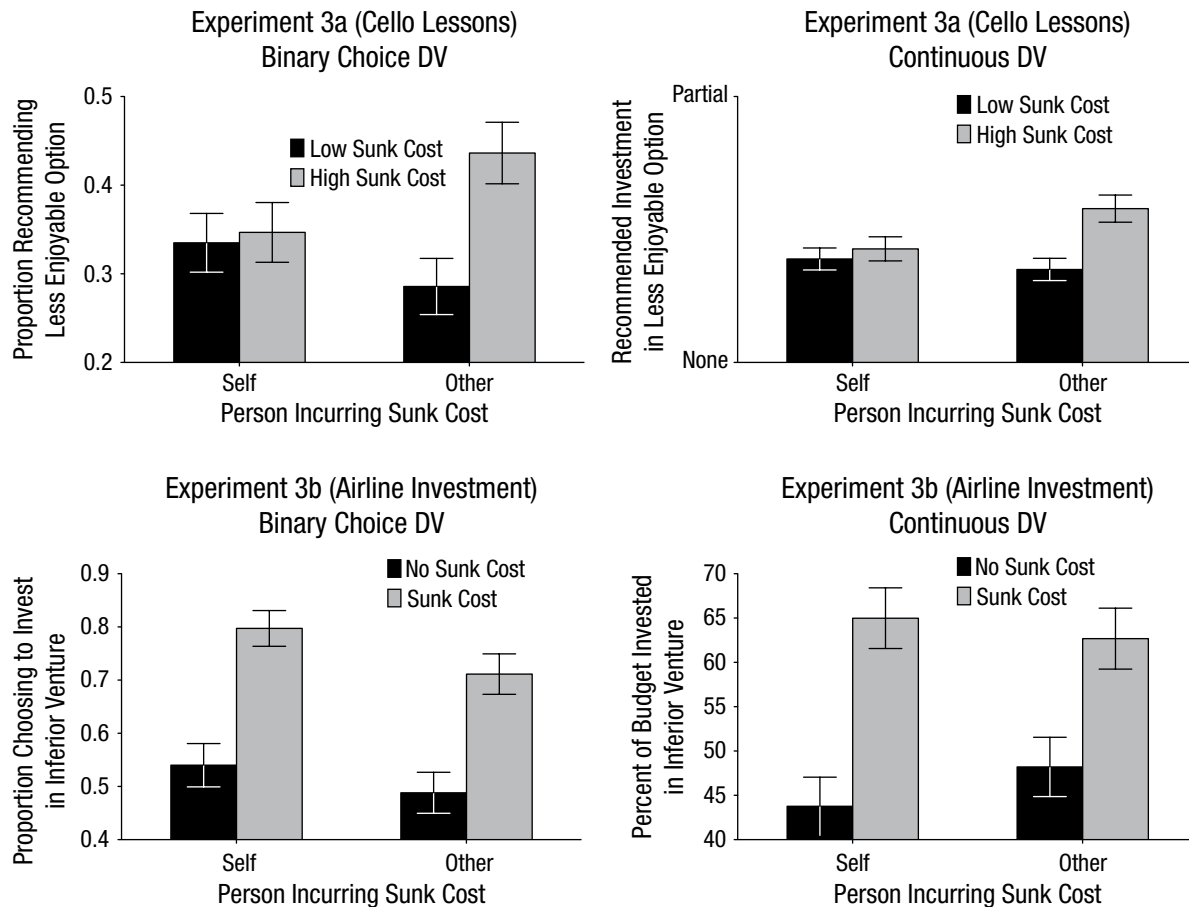 Experiment 3a (Cello Lessons)
Binary Choice DV
Proportion Recommending
Less Enjoyable Option
0.5
0.4
0.3
0.2
Low Sunk Cost
High Sunk Cost
Self
Other
Person Incurring Sunk Cost
Experiment 3a (Cello Lessons)
Continuous DV
Recommended Investment
in Less Enjoyable Option
Partial
None
Low Sunk Cost
High Sunk Cost
Self
Other
Person Incurring Sunk Cost
Experiment 3b (Airline Investment)
Binary Choice DV
Proportion Choosing to Invest
in Inferior Venture
0.9
0.8
0.7
0.6
0.5
0.4
No Sunk Cost
Sunk Cost
Self
Other
Person Incurring Sunk Cost
Experiment 3b (Airline Investment)
Continuous DV
Percent of Budget Invested
in Inferior Venture
70
65
60
55
50
45
40
No Sunk Cost
Sunk Cost
Self
Other
Person Incurring Sunk Cost